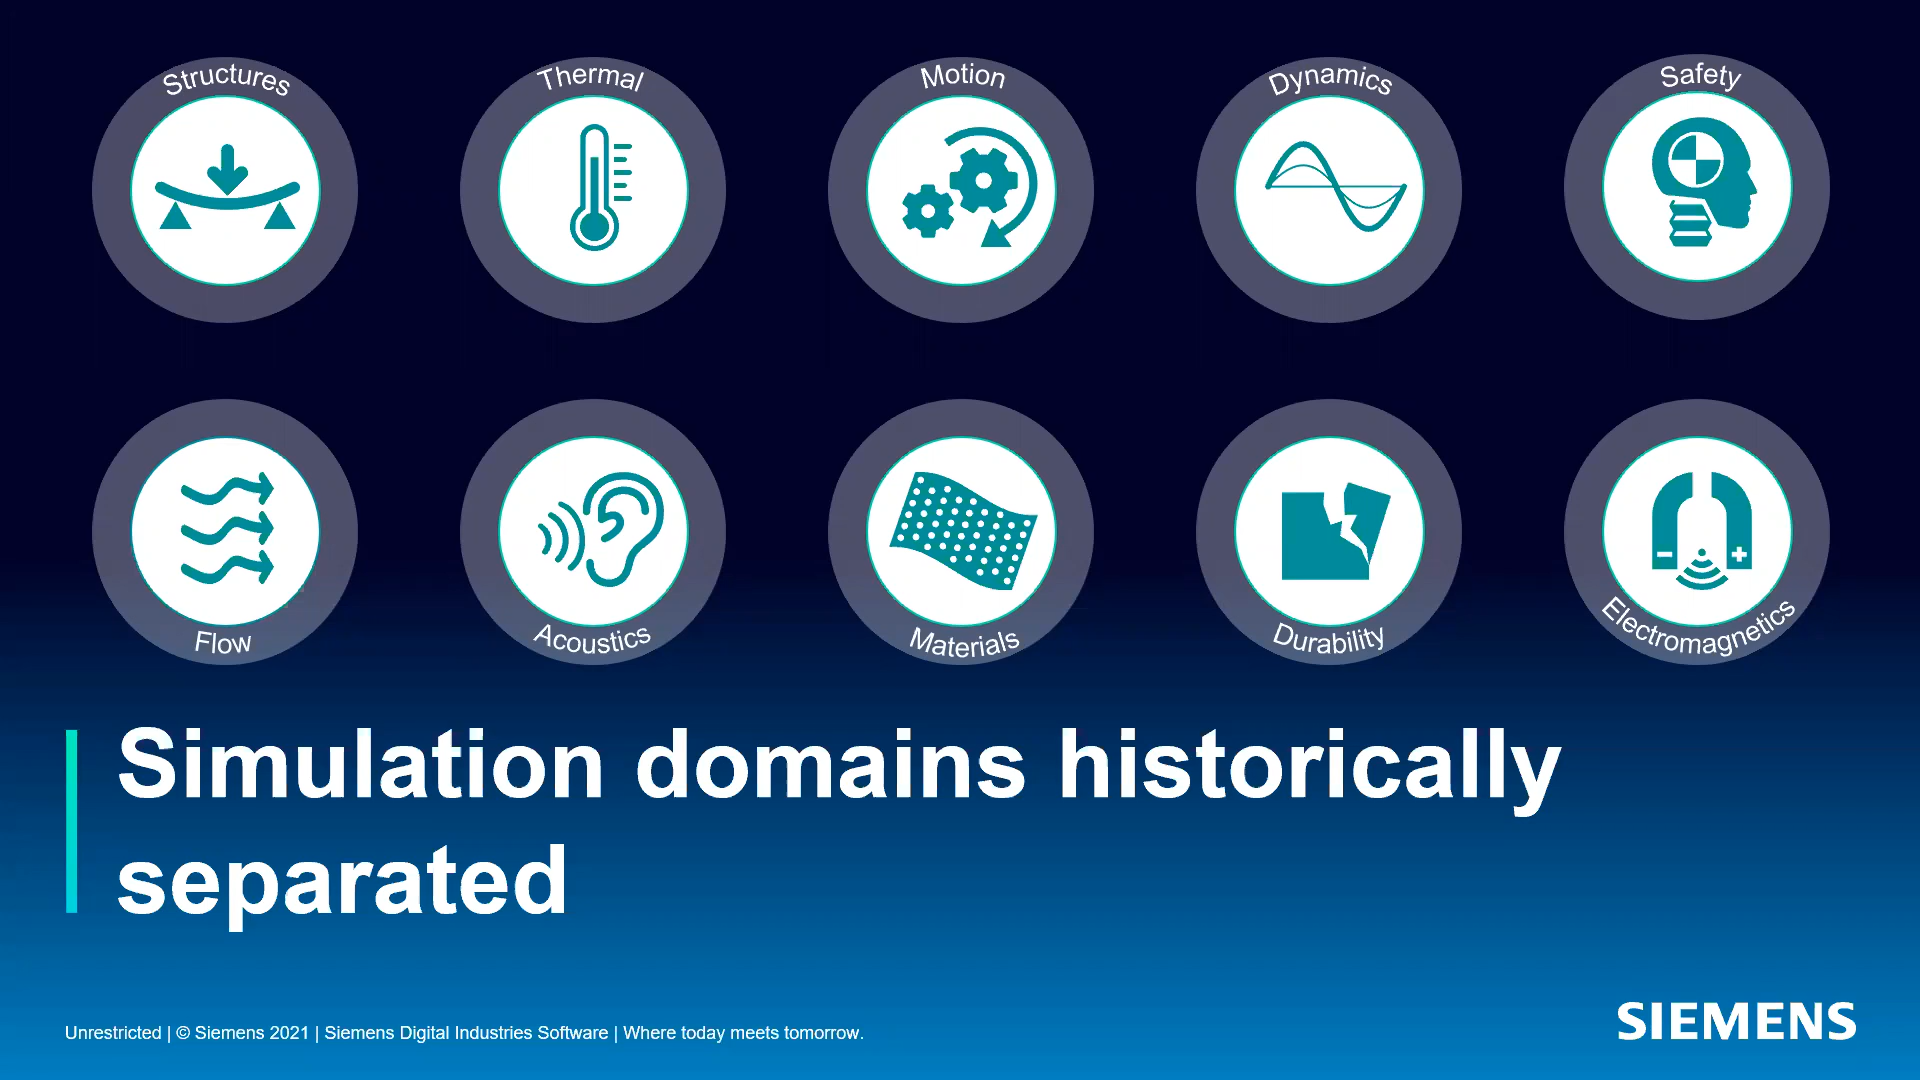 Structures
Thermal
Motion
Dynamics
Safety
Flow
Acoustics
Materials
Durability
Electromagnetics
Simulation domains historically
separated
Unrestricted | © Siemens 2021 | Siemens Digital Industries Software | Where today meets tomorrow.
SIEMENS